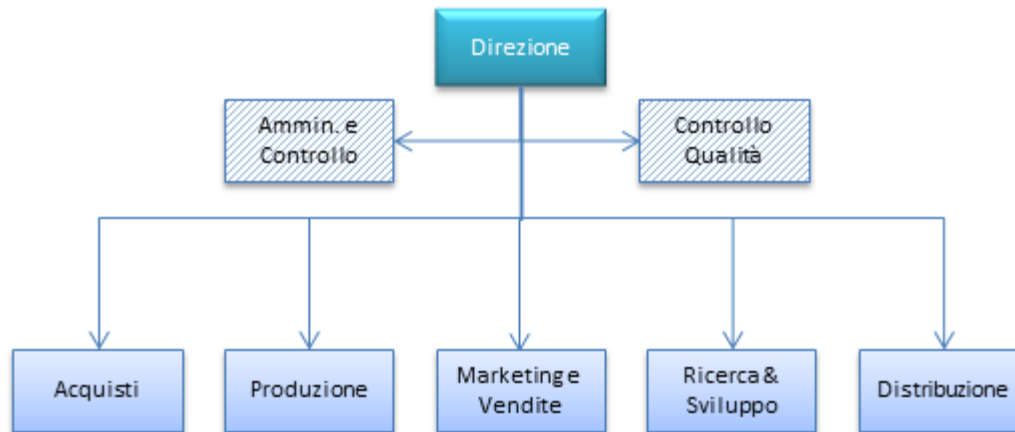 Direzione
Ammin. e
Controllo
Controllo
Qualità
Acquisti
Produzione
Marketing e
Vendite
Ricerca &
Sviluppo
Distribuzione